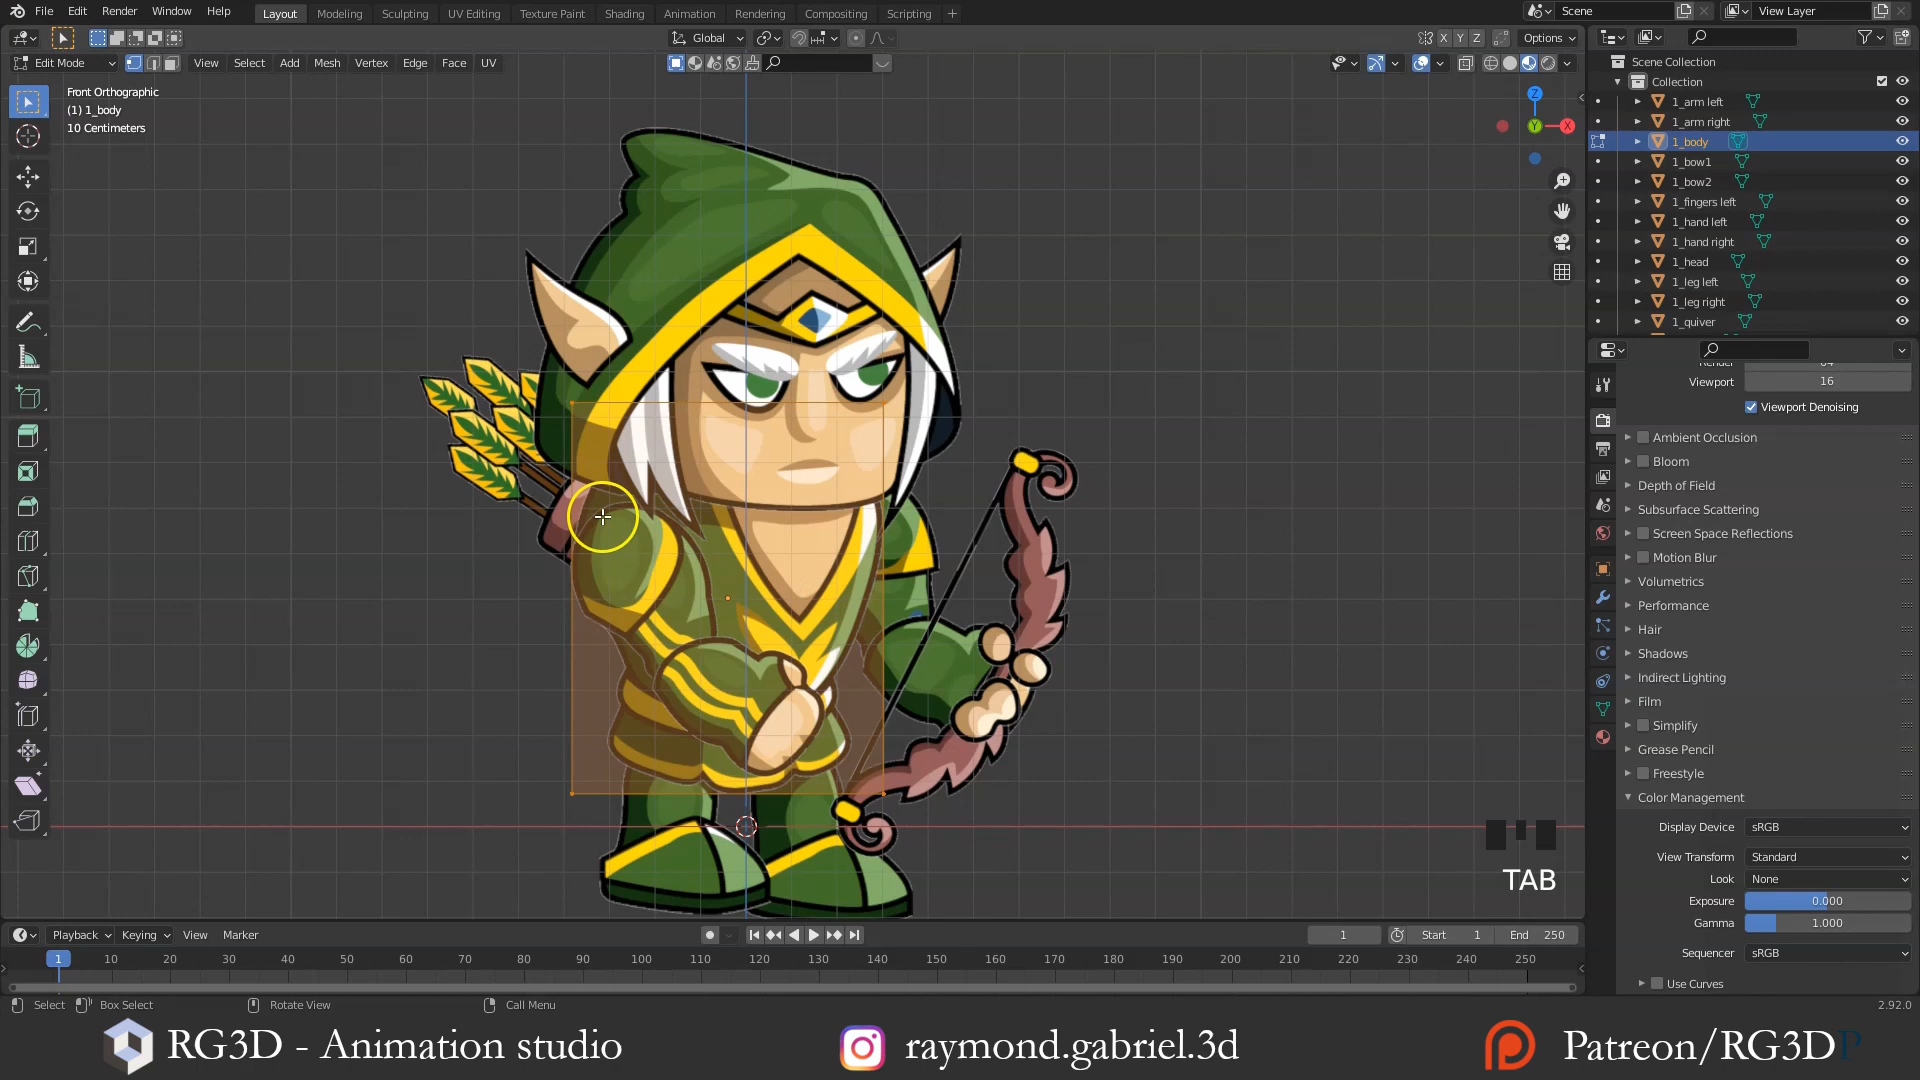 File Edit Render Window Help Layout Modeling Sculpting UV Editing Texture Paint Shading Animation Rendering Compositing Scripting + Scene View Layer
Global X Y Z Options
Edit Mode View Select Add Mesh Vertex Edge Face UV
Front Orthographic
(1) 1_body
10 Centimeters
Z
Y
X
TAB
Scene Collection
Collection
1_arm left
1_arm right
1_body
1_bow1
1_bow2
1_fingers left
1_hand left
1_hand right
1_head
1_leg left
1_leg right
1_quiver
Viewport 16
Viewport Denoising
Ambient Occlusion
Bloom
Depth of Field
Subsurface Scattering
Screen Space Reflections
Motion Blur
Volumetrics
Performance
Hair
Shadows
Indirect Lighting
Film
Simplify
Grease Pencil
Freestyle
Color Management
Display Device sRGB
View Transform Standard
Look None
Exposure 0.000
Gamma 1.000
Sequencer sRGB
Use Curves
Playback Keying View Marker 1 Start 1 End 250
1 10 20 30 40 50 60 70 80 90 100 110 120 130 140 150 160 170 180 190 200 210 220 230 240 250
Select Box Select Rotate View Call Menu 2.92.0
RG3D - Animation studio raymond.gabriel.3d Patreon/RG3DP